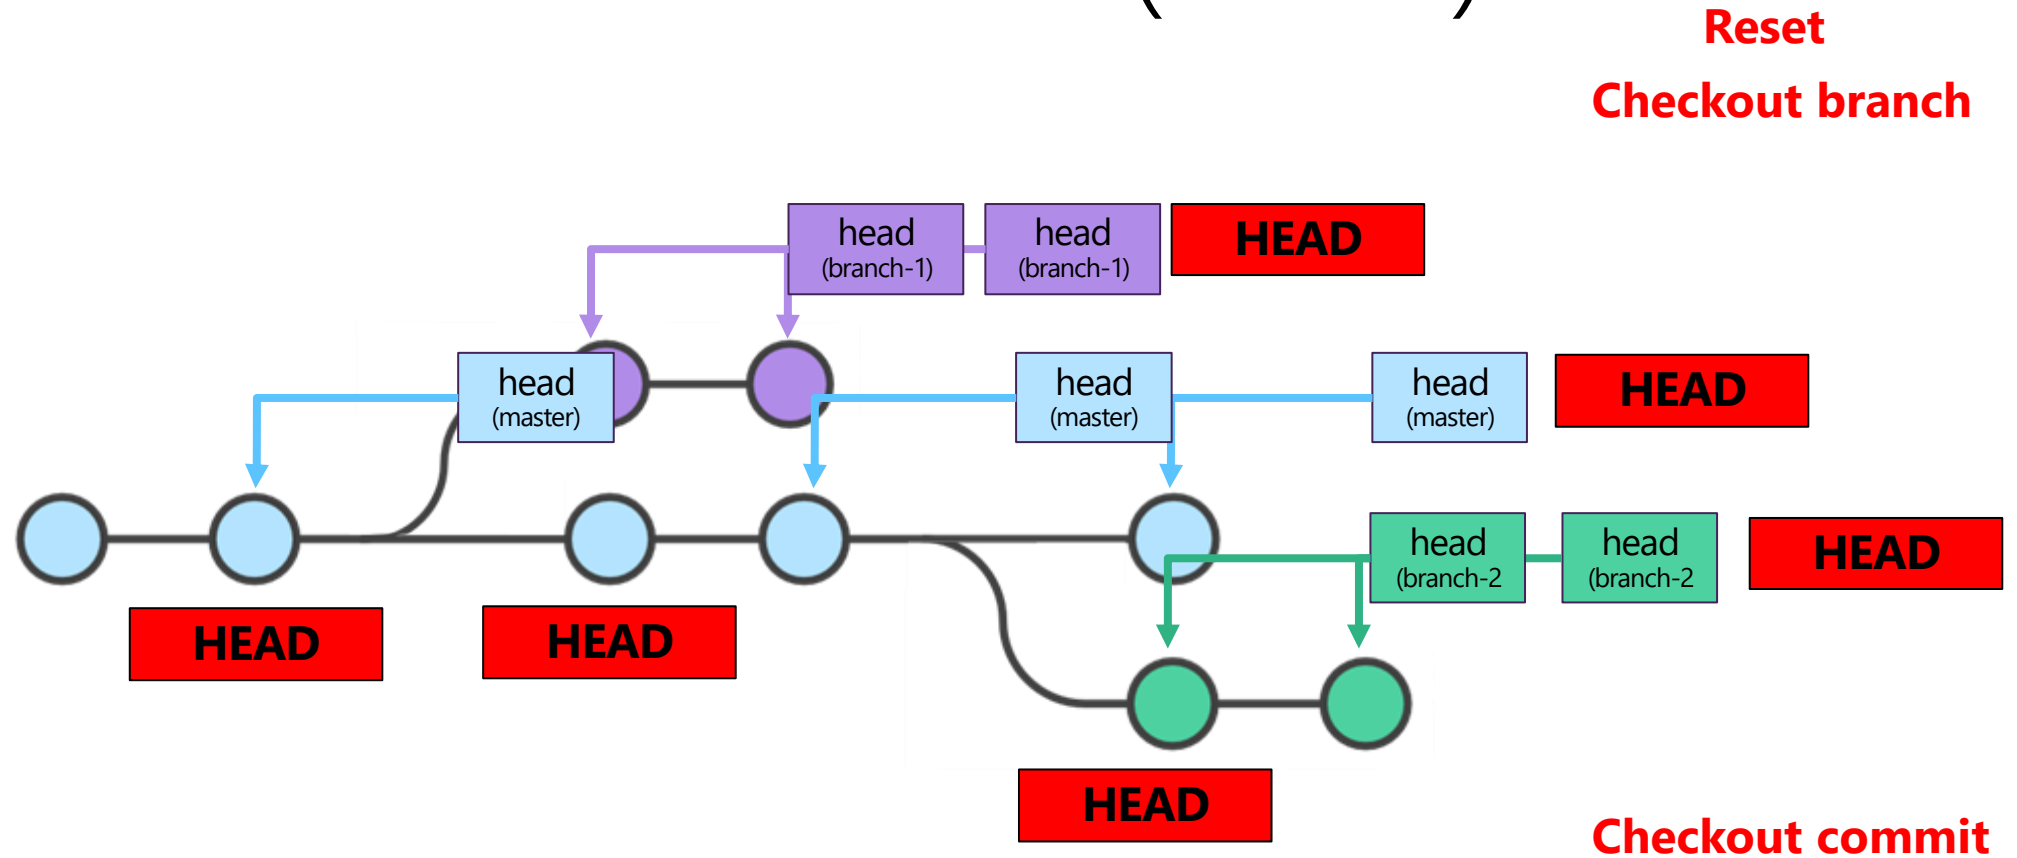 ( )
Reset
Checkout branch
head
(branch-1)
head
(branch-1)
HEAD
head
(master)
head
(master)
head
(master)
HEAD
head
(branch-2
head
(branch-2
HEAD
HEAD
HEAD
HEAD
Checkout commit